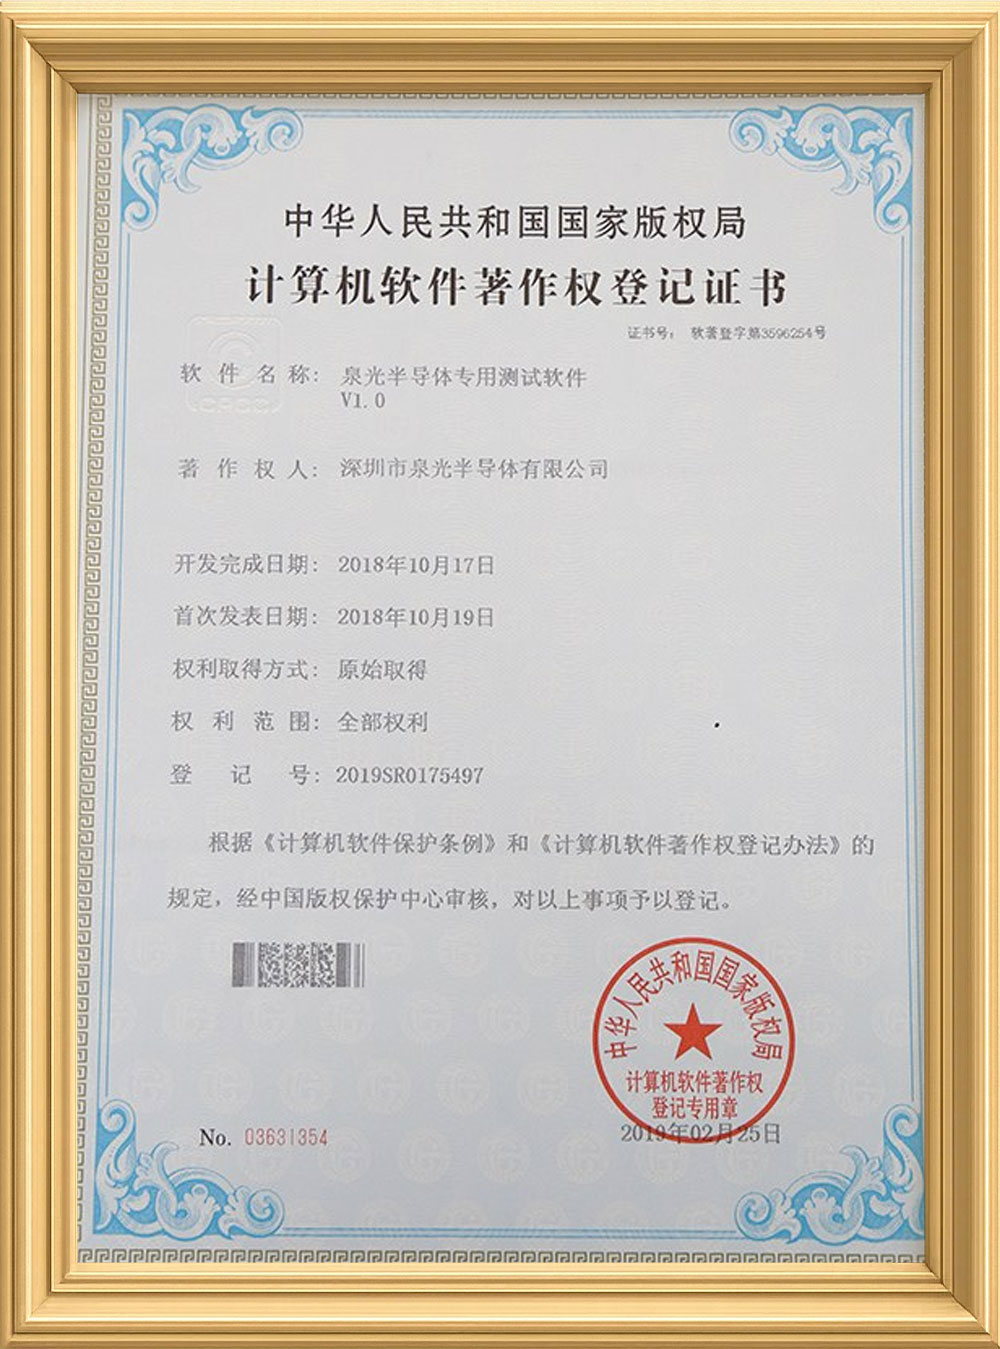 中华人民共和国国家版权局
计算机软件著作权登记证书
证书号： 软著登字第3596254号
软件名称： 泉光半导体专用测试软件
V1.0
著作权人： 深圳市泉光半导体有限公司
开发完成日期： 2018年10月17日
首次发表日期： 2018年10月19日
权利取得方式： 原始取得
权利范围： 全部权利
登记号： 2019SR0175497
根据《计算机软件保护条例》和《计算机软件著作权登记办法》的
规定，经中国版权保护中心审核，对以上事项予以登记。
中华人民共和国国家版权局
计算机软件著作权
登记专用章
No. 03631354
2019年02月25日
CPCC